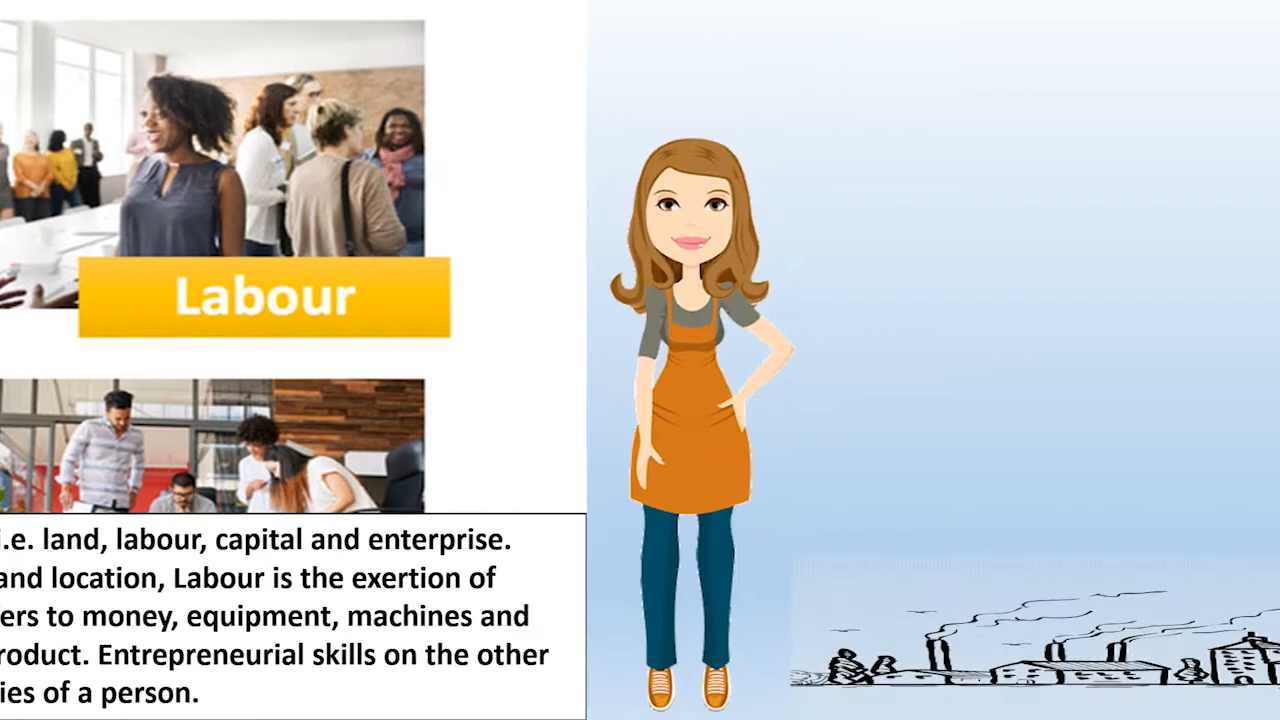 Labour
i.e. land, labour, capital and enterprise.
and location, Labour is the exertion of
ers to money, equipment, machines and
roduct. Entrepreneurial skills on the other
ies of a person.